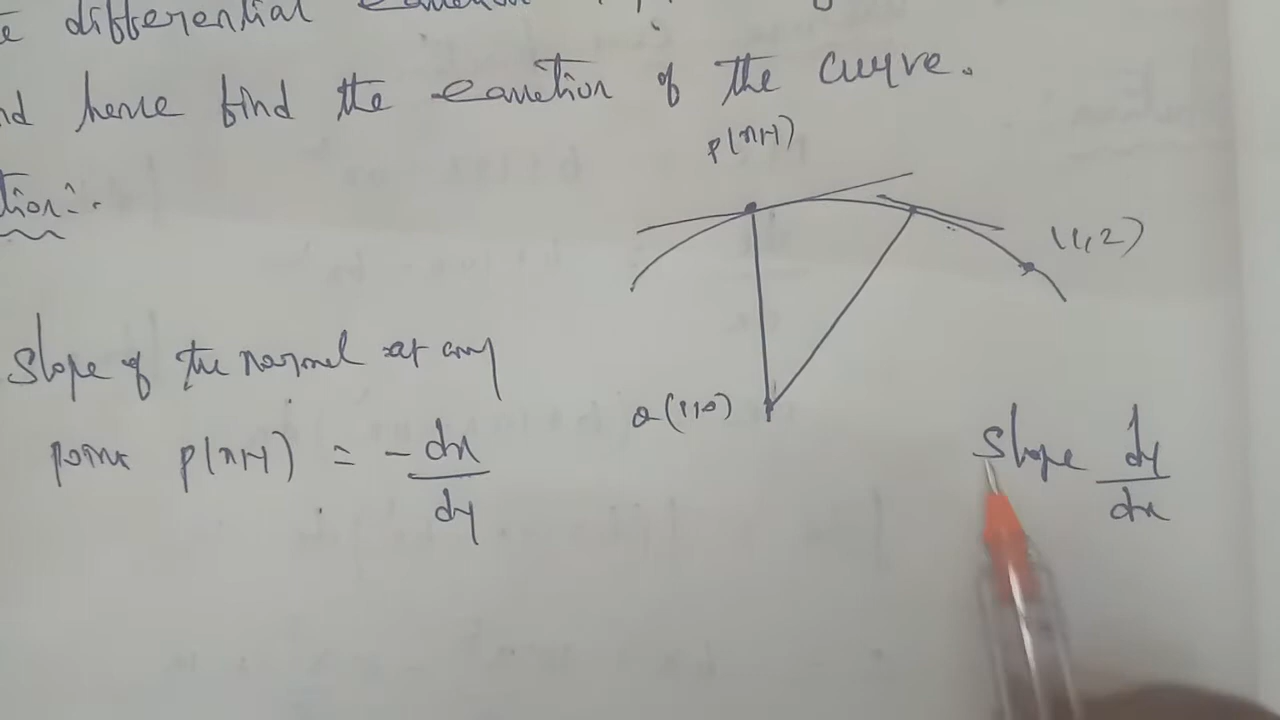 differential
hence find the equation of the curve.
P(x,y)
tion:-
(1,2)
Slope of the normal at any
Q(1,0)
point P(x,y) = - dx/dy
Slope dy/dx